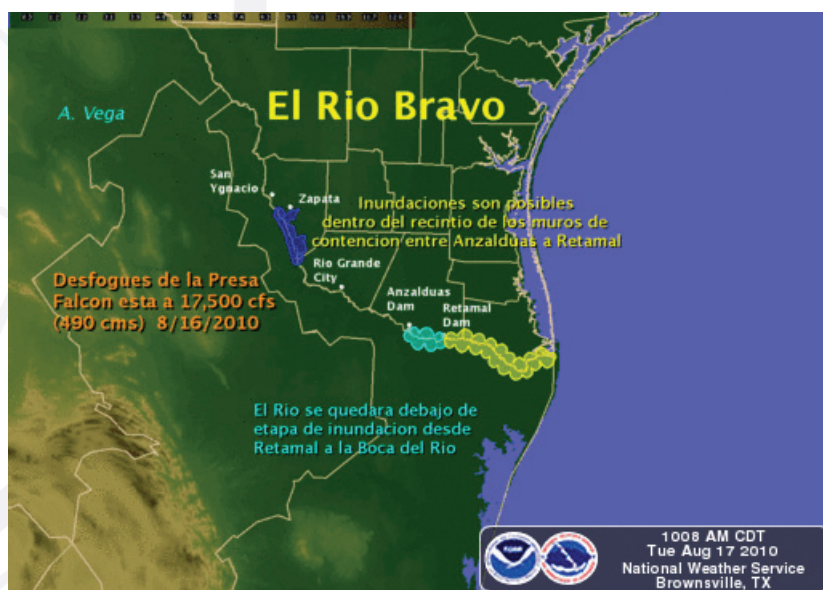 El Rio Bravo
A. Vega
San
Ygnacio
Zapata
Inundaciones son posibles
dentro del recintio de los muros de
contencion entre Anzalduas a Retamal
Rio Grande
City
Desfogues de la Presa
Falcon esta a 17,500 cfs
(490 cms) 8/16/2010
Anzalduas
Dam
Retamal
Dam
El Rio se quedara debajo de
etapa de inundacion desde
Retamal a la Boca del Rio
1008 AM CDT
Tue Aug 17 2010
National Weather Service
Brownsville, TX